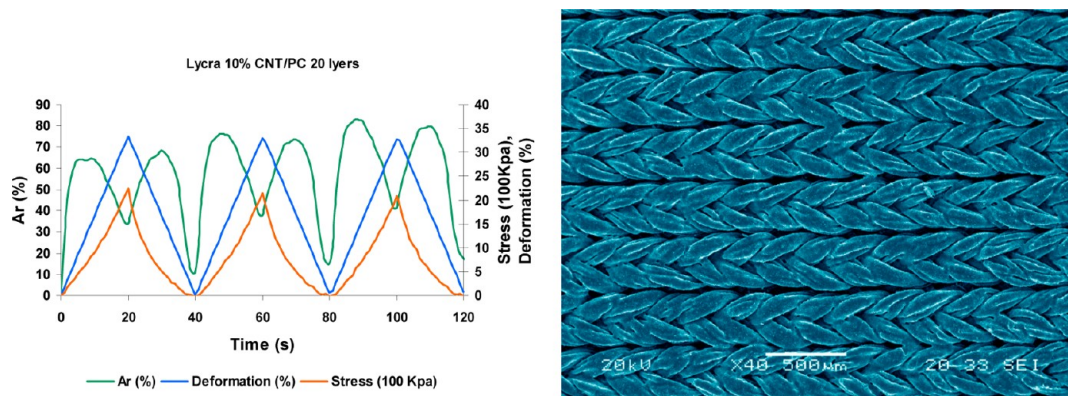 Lycra 10% CNT/PC 20 lyers
90
80
70
60
50
40
30
20
10
0
Ar (%)
40
35
30
25
20
15
10
5
0
Stress (100Kpa),
Deformation (%)
0 20 40 60 80 100 120
Time (s)
Ar (%) Deformation (%) Stress (100 Kpa)
20kV X40 500µm 20-33 SEI